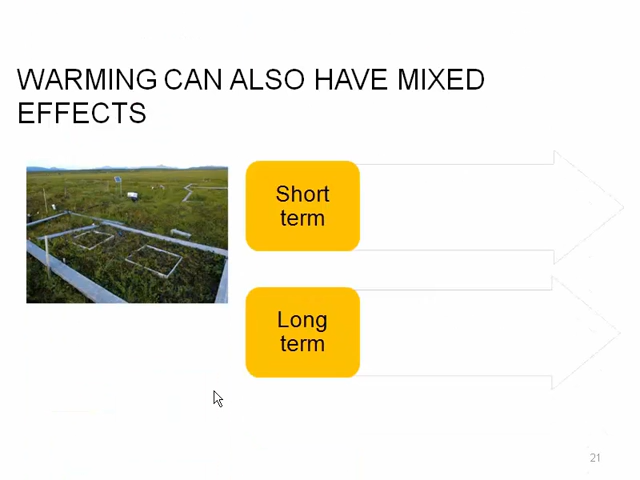 WARMING CAN ALSO HAVE MIXED
EFFECTS
Short
term
Long
term
21